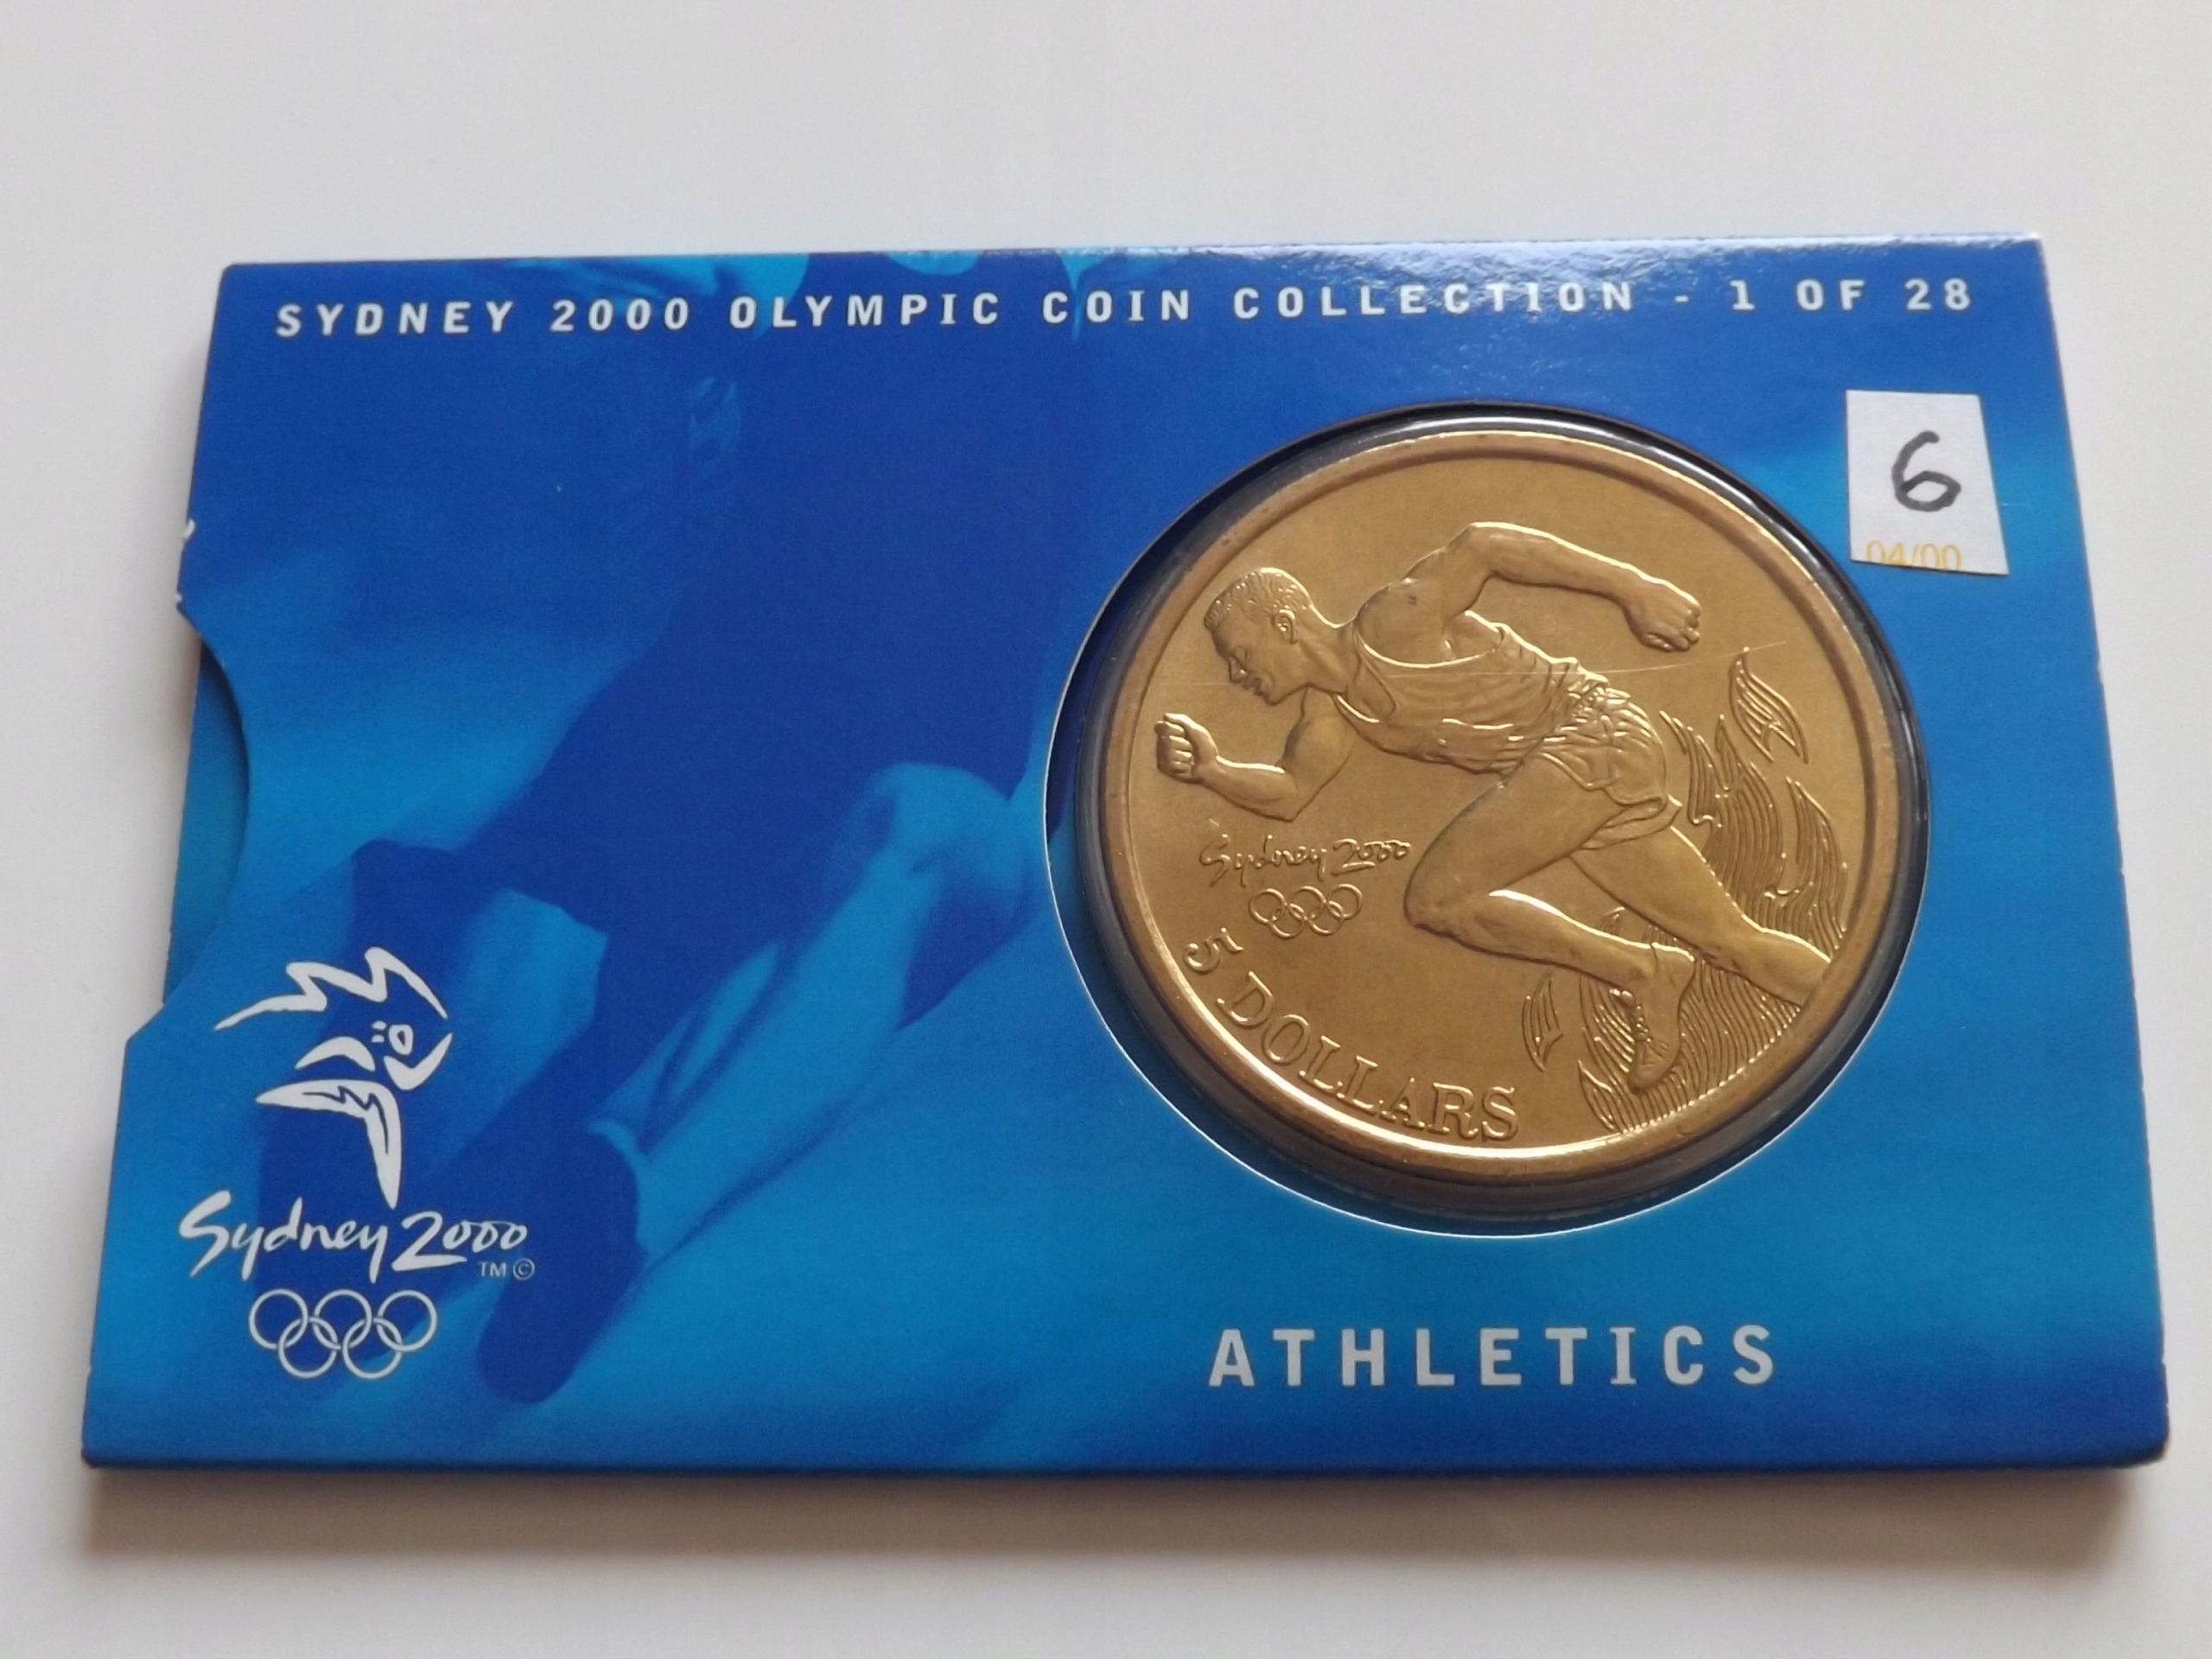 SYDNEY 2000 OLYMPIC COIN COLLECTION - 1 OF 28
6
04/00
Sydney 2000
5 DOLLARS
Sydney 2000
TM ©
ATHLETICS